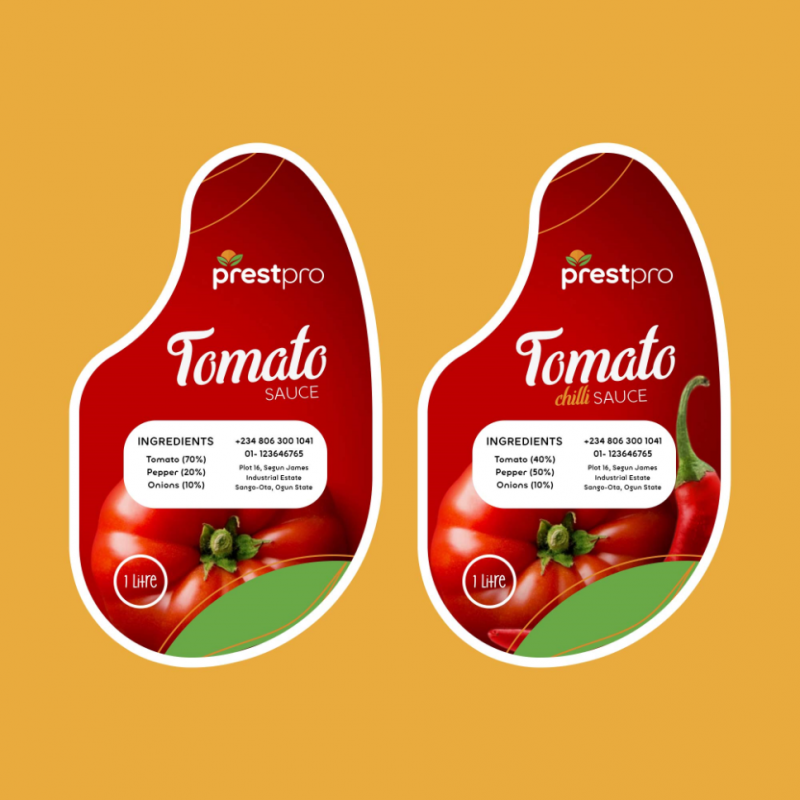 prestpro
Tomato
SAUCE
INGREDIENTS
Tomato (70%)
Pepper (20%)
Onions (10%)
+234 806 300 1041
01- 123646765
Plot 16, Segun James
Industrial Estate
Sango-Ota, Ogun State
1 Litre
prestpro
Tomato
chilli SAUCE
INGREDIENTS
Tomato (40%)
Pepper (50%)
Onions (10%)
+234 806 300 1041
01- 123646765
Plot 16, Segun James
Industrial Estate
Sango-Ota, Ogun State
1 Litre